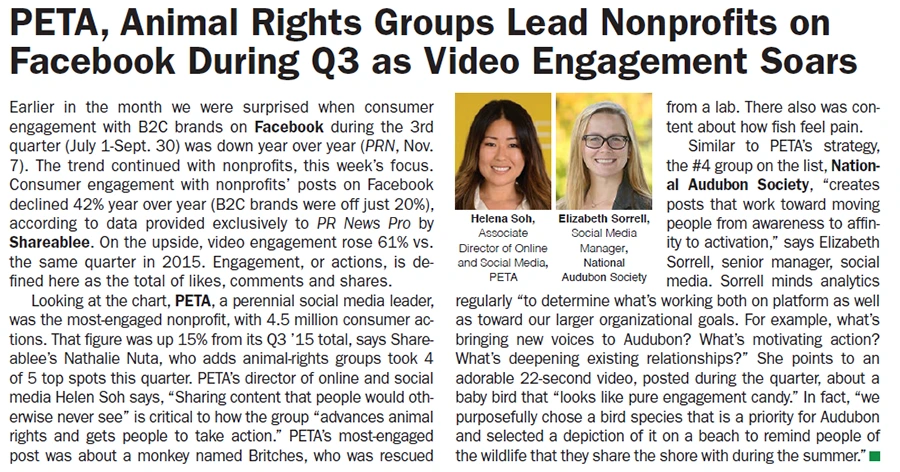 PETA, Animal Rights Groups Lead Nonprofits on
Facebook During Q3 as Video Engagement Soars
Earlier in the month we were surprised when consumer
engagement with B2C brands on Facebook during the 3rd
quarter (July 1-Sept. 30) was down year over year (PRN, Nov.
7). The trend continued with nonprofits, this week's focus.
Consumer engagement with nonprofits' posts on Facebook
declined 42% year over year (B2C brands were off just 20%),
according to data provided exclusively to PR News Pro by
Shareablee. On the upside, video engagement rose 61% vs.
the same quarter in 2015. Engagement, or actions, is de-
fined here as the total of likes, comments and shares.
Looking at the chart, PETA, a perennial social media leader,
was the most-engaged nonprofit, with 4.5 million consumer ac-
tions. That figure was up 15% from its Q3 '15 total, says Share-
ablee's Nathalie Nuta, who adds animal-rights groups took 4
of 5 top spots this quarter. PETA's director of online and social
media Helen Soh says, "Sharing content that people would oth-
erwise never see" is critical to how the group "advances animal
rights and gets people to take action." PETA's most-engaged
post was about a monkey named Britches, who was rescued
Helena Soh,
Associate
Director of Online
and Social Media,
PETA
Elizabeth Sorrell,
Social Media
Manager,
National
Audubon Society
from a lab. There also was con-
tent about how fish feel pain.
Similar to PETA's strategy,
the #4 group on the list, Nation-
al Audubon Society, "creates
posts that work toward moving
people from awareness to affin-
ity to activation," says Elizabeth
Sorrell, senior manager, social
media. Sorrell minds analytics
regularly "to determine what's working both on platform as well
as toward our larger organizational goals. For example, what's
bringing new voices to Audubon? What's motivating action?
What's deepening existing relationships?" She points to an
adorable 22-second video, posted during the quarter, about a
baby bird that "looks like pure engagement candy." In fact, "we
purposefully chose a bird species that is a priority for Audubon
and selected a depiction of it on a beach to remind people of
the wildlife that they share the shore with during the summer."